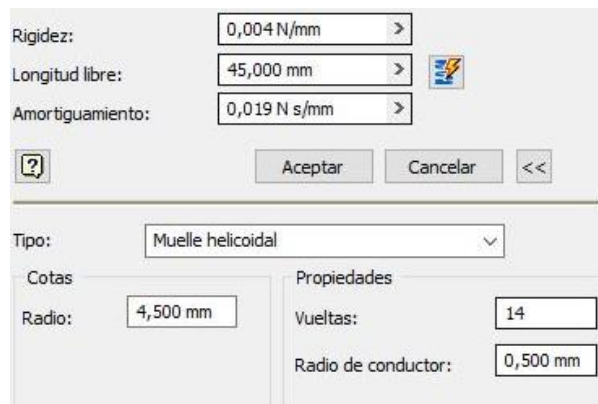 Rigidez: 0,004 N/mm >
Longitud libre: 45,000 mm >
Amortiguamiento: 0,019 N s/mm >
? Aceptar Cancelar <<
Tipo: Muelle helicoidal
Cotas Propiedades
Radio: 4,500 mm Vueltas: 14
Radio de conductor: 0,500 mm